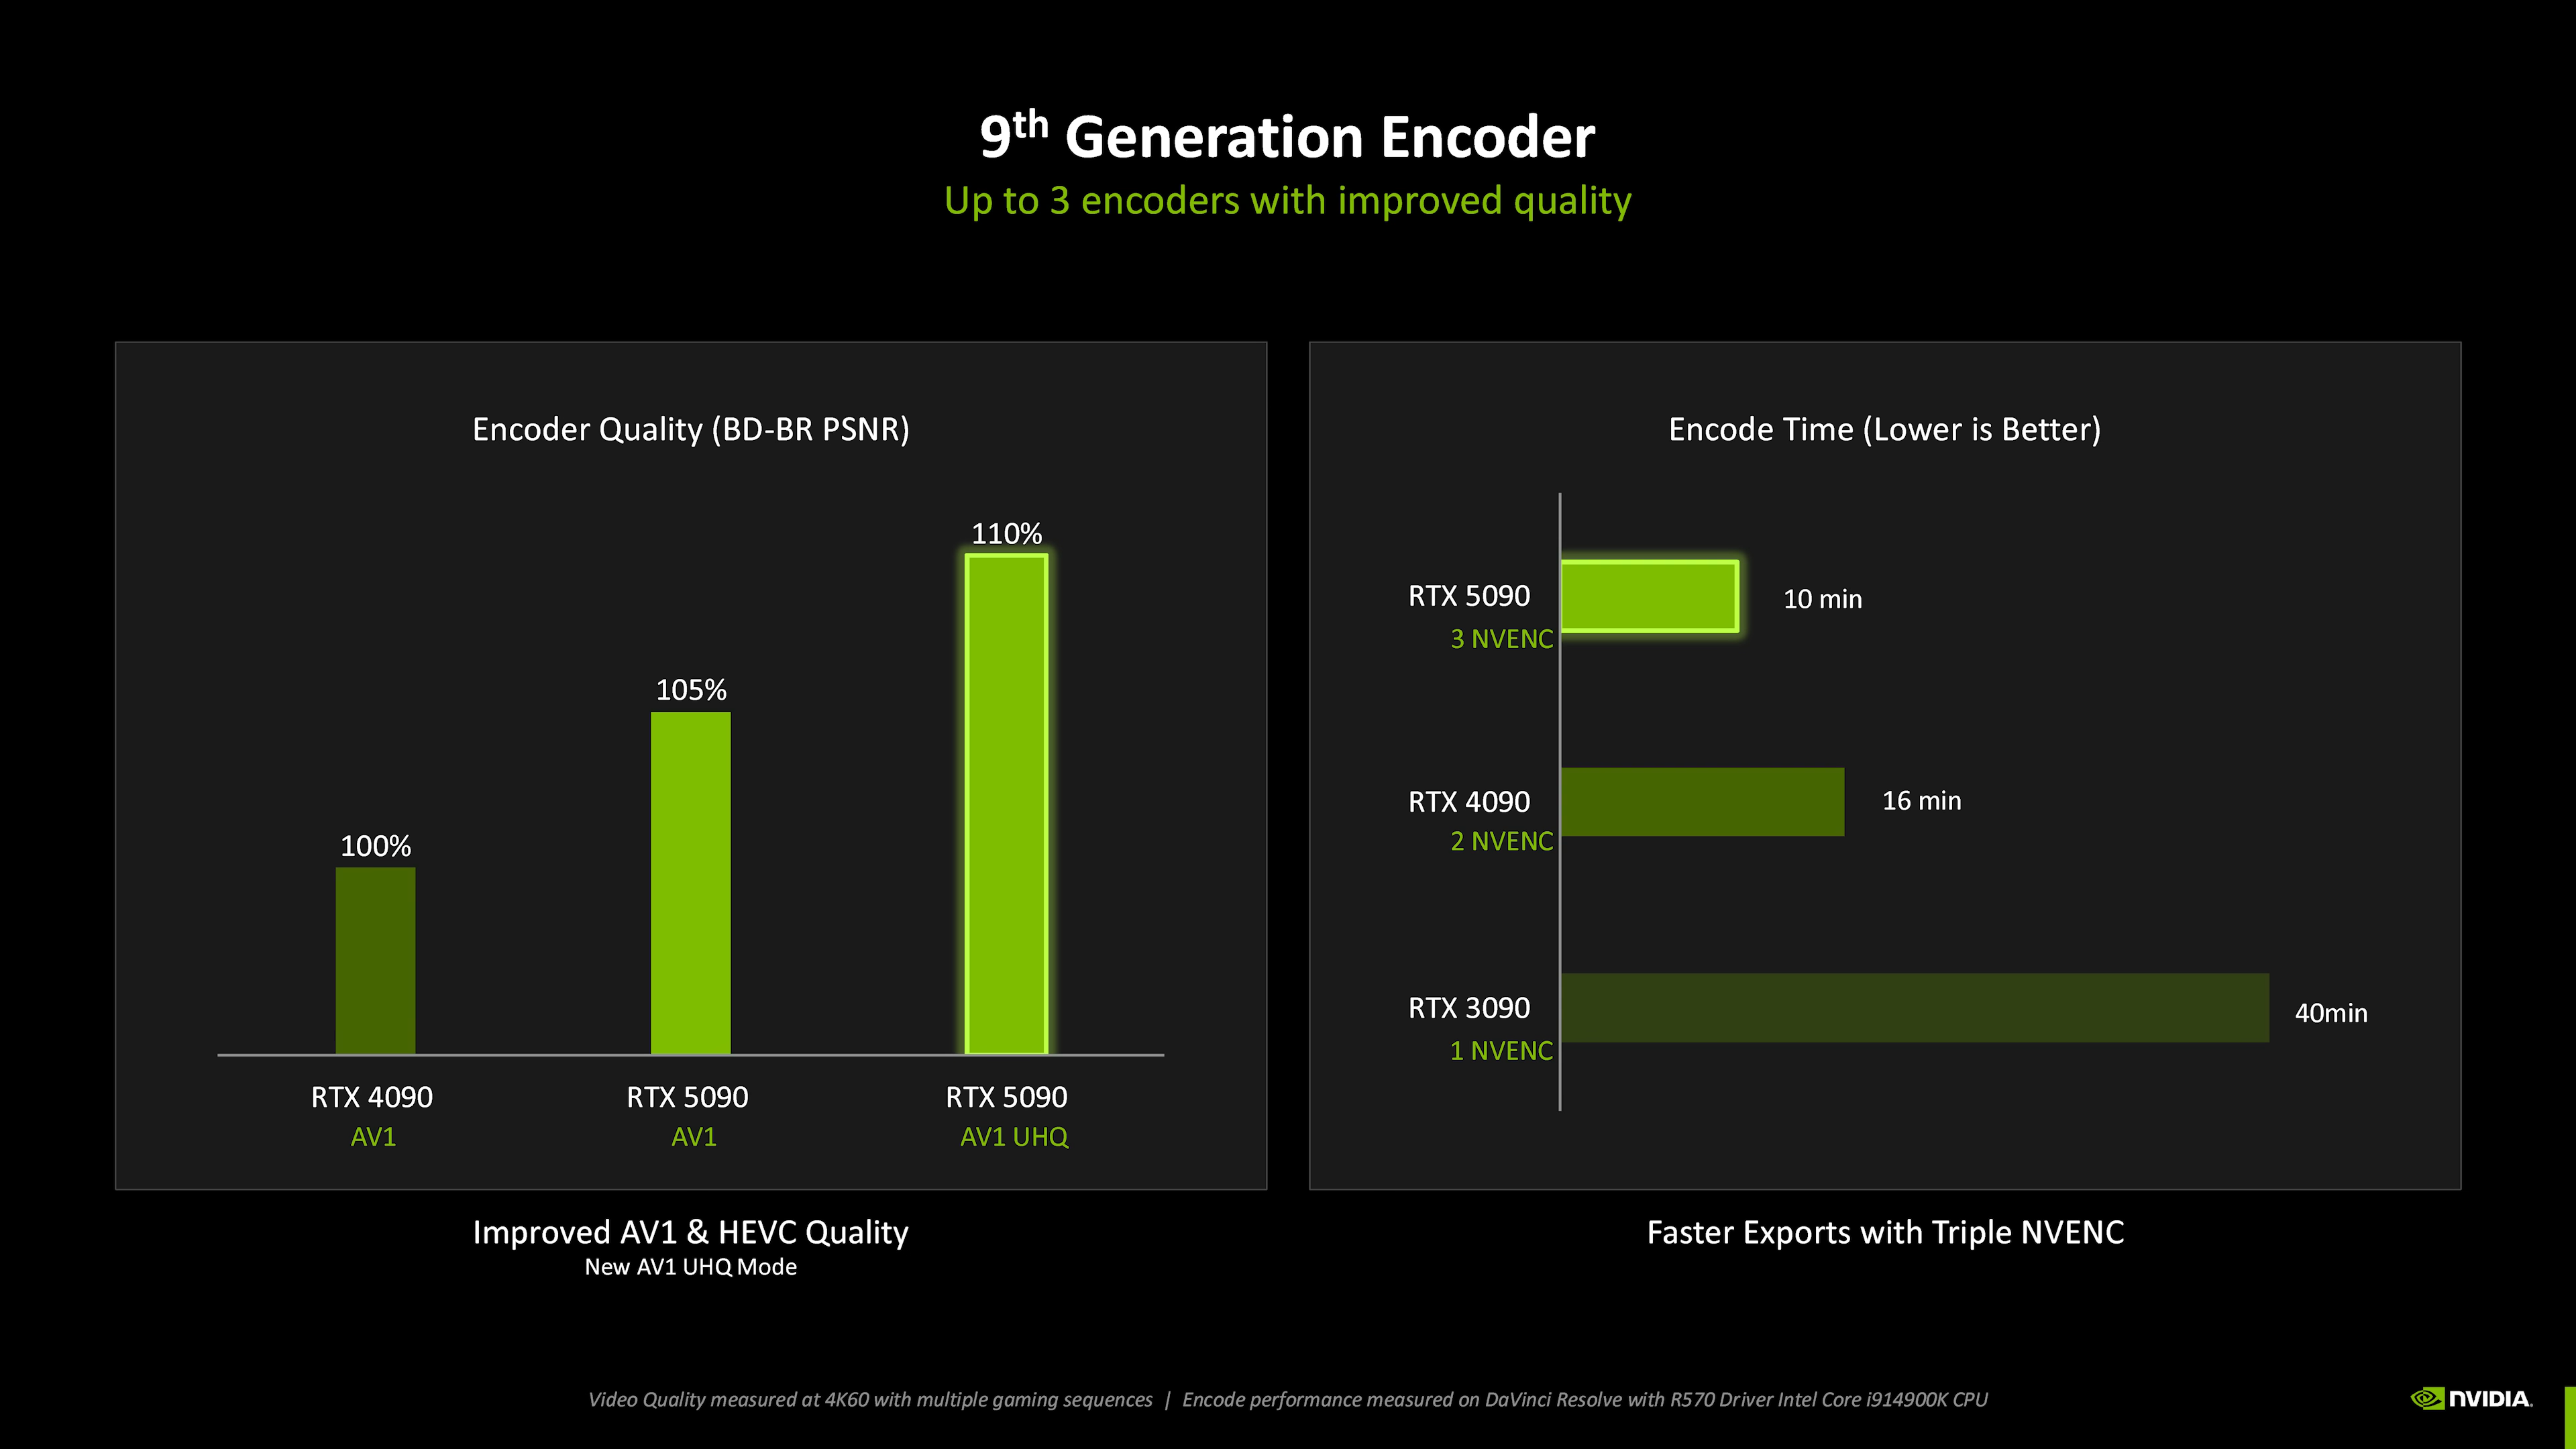 9th Generation Encoder
Up to 3 encoders with improved quality
Encoder Quality (BD-BR PSNR)
110%
105%
100%
RTX 4090
RTX 5090
RTX 5090
AV1
AV1
AV1 UHQ
Improved AV1 & HEVC Quality
New AV1 UHQ Mode
Encode Time (Lower is Better)
RTX 5090
3 NVENC
10 min
RTX 4090
2 NVENC
16 min
RTX 3090
1 NVENC
40min
Faster Exports with Triple NVENC
Video Quality measured at 4K60 with multiple gaming sequences | Encode performance measured on DaVinci Resolve with R570 Driver Intel Core i914900K CPU
NVIDIA.